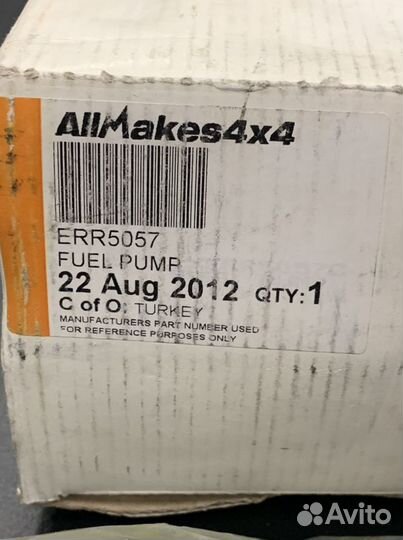 AllMakes4x4
ERR5057
FUEL PUMP
22 Aug 2012 QTY:1
C of O: TURKEY
MANUFACTURERS PART NUMBER USED
FOR REFERENCE PURPOSES ONLY
Avito